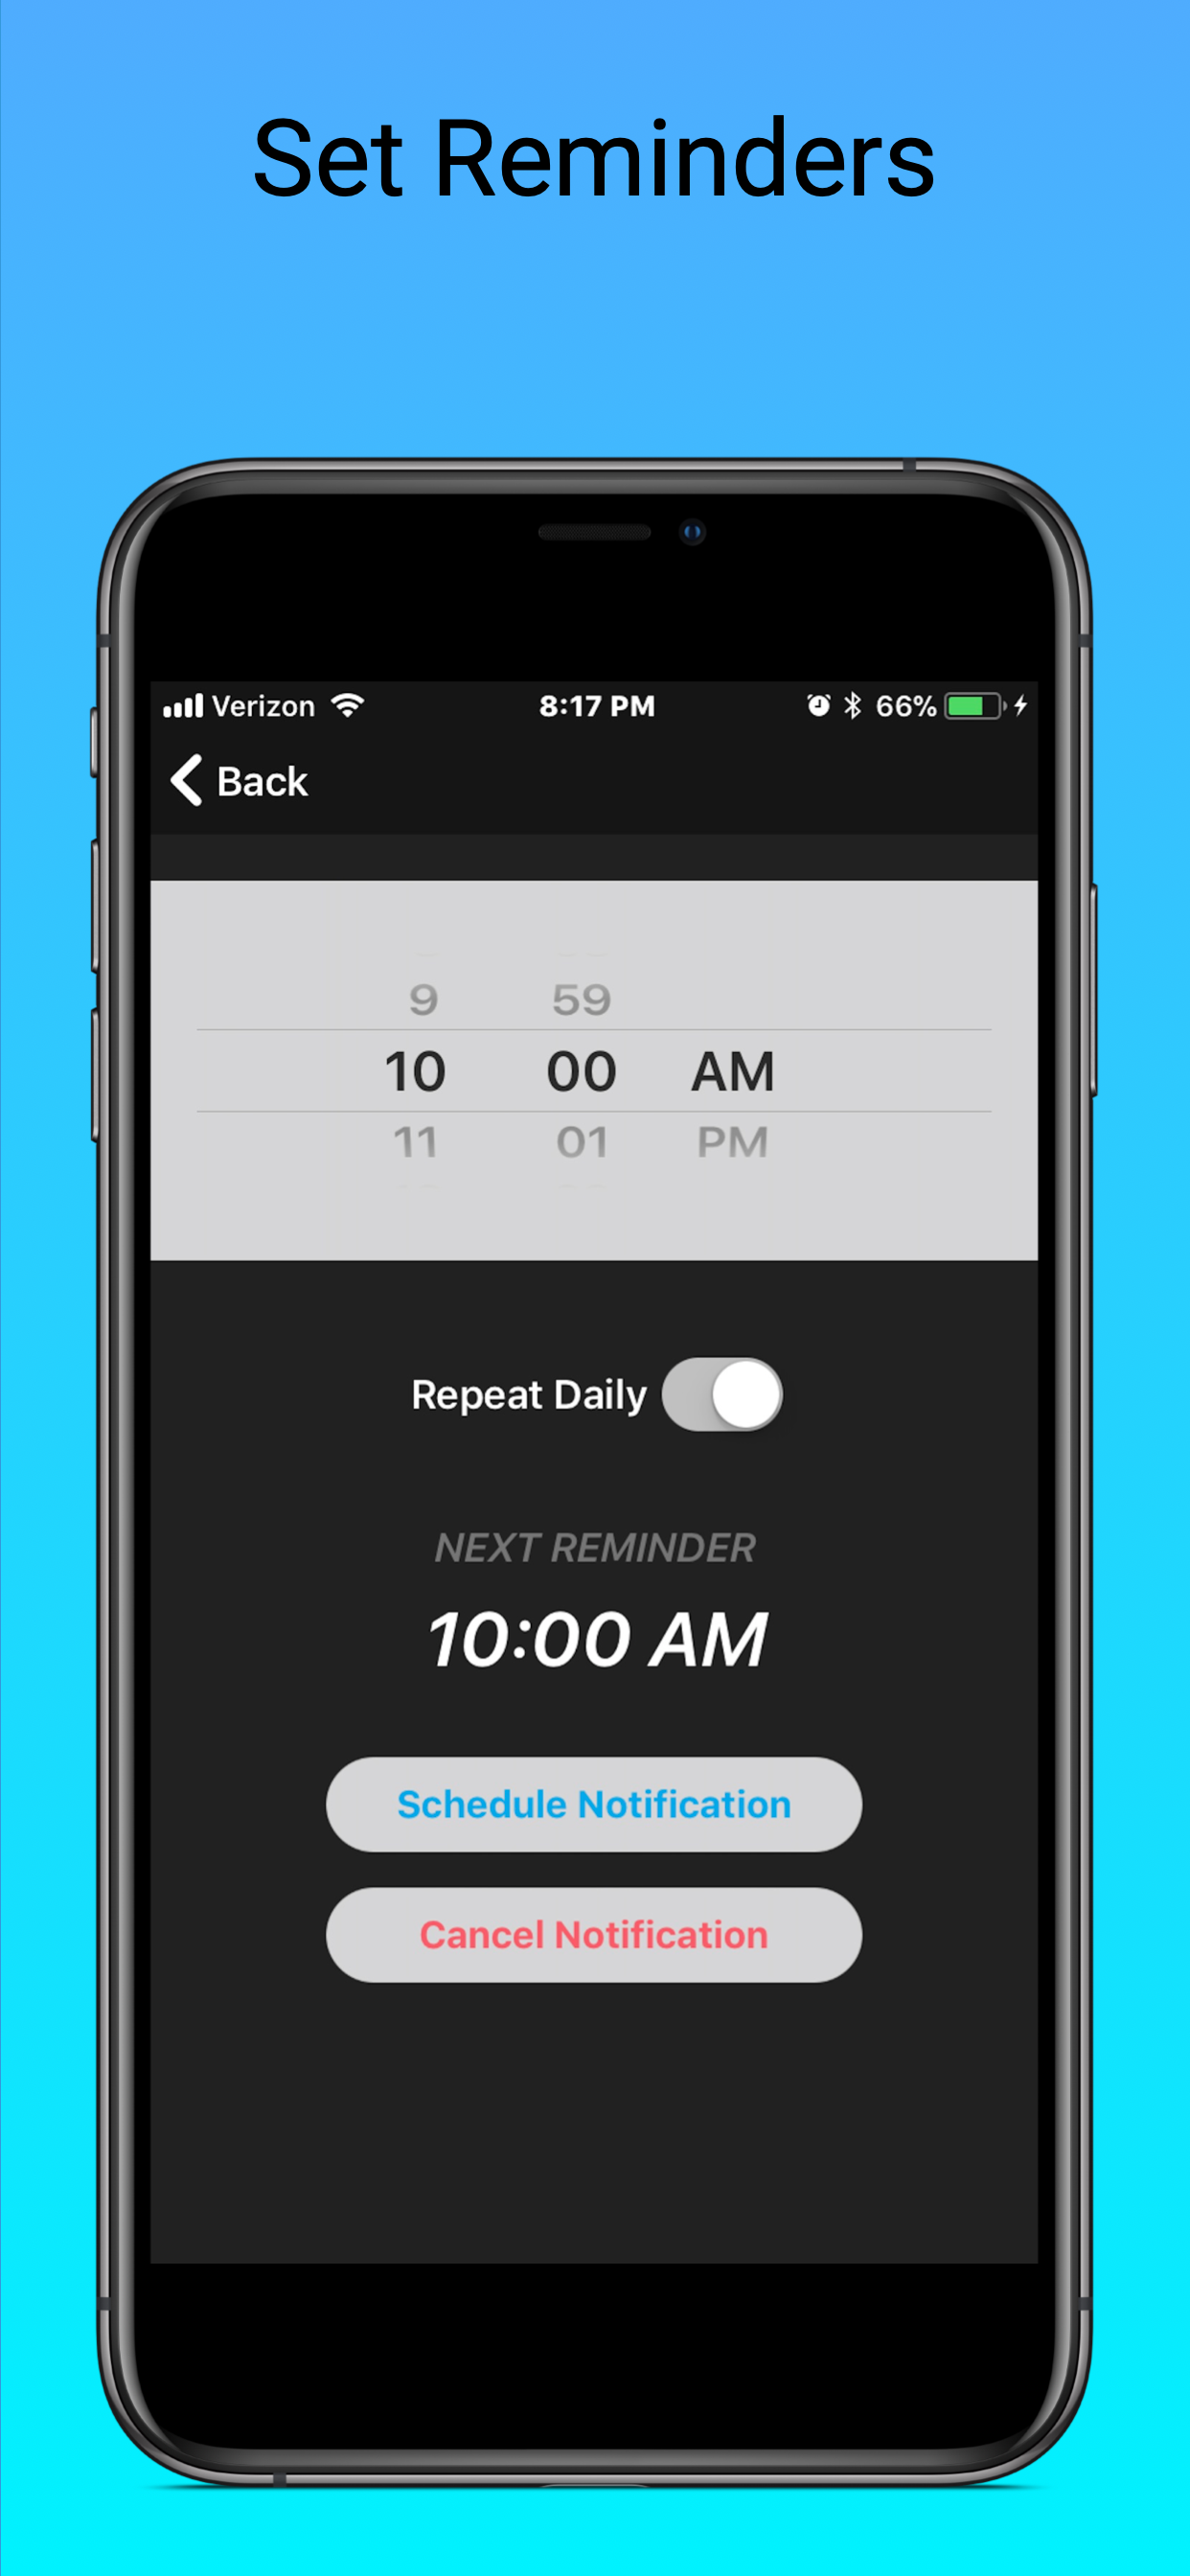 Set Reminders
Verizon 8:17 PM 66%
Back
9 59
10 00 AM
11 01 PM
Repeat Daily
NEXT REMINDER
10:00 AM
Schedule Notification
Cancel Notification